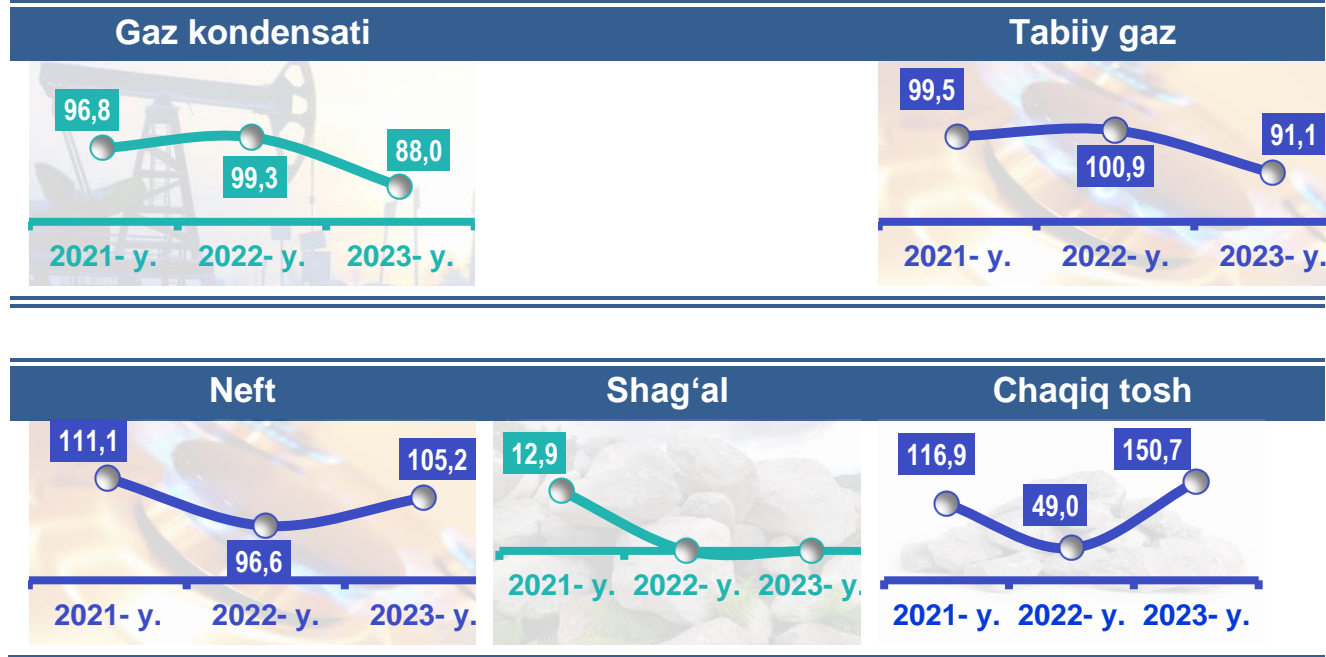 Gaz kondensati
Tabiiy gaz
96,8
99,3
88,0
2021- y. 2022- y. 2023- y.
99,5
100,9
91,1
2021- y. 2022- y. 2023- y.
Neft
Shag‘al
Chaqiq tosh
111,1
96,6
105,2
2021- y. 2022- y. 2023- y.
12,9
2021- y. 2022- y. 2023- y.
116,9
49,0
150,7
2021- y. 2022- y. 2023- y.